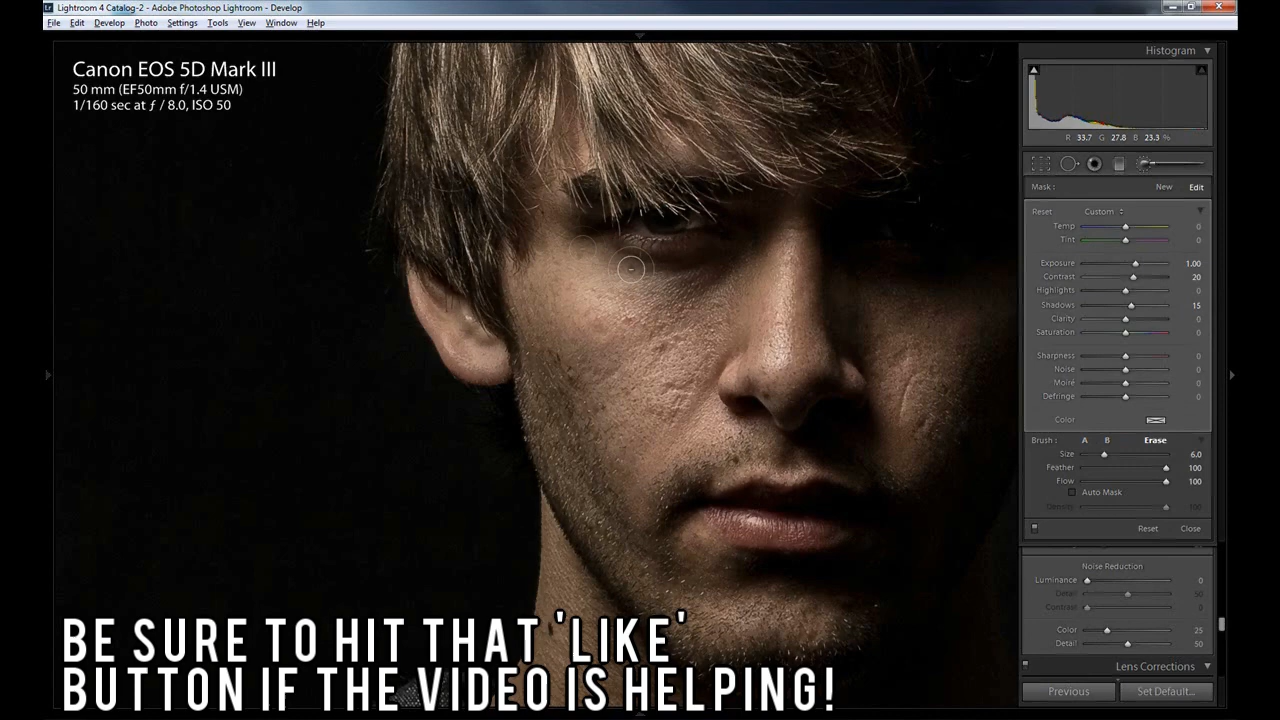 Lightroom 4 Catalog-2 - Adobe Photoshop Lightroom - Develop
File Edit Develop Photo Settings Tools View Window Help
Canon EOS 5D Mark III
50 mm (EF50mm f/1.4 USM)
1/160 sec at ƒ / 8.0, ISO 50
Histogram
R 33.7 G 27.8 B 23.3 %
Mask : New Edit
Reset Custom
Temp 0
Tint 0
Exposure 1.00
Contrast 20
Highlights 0
Shadows 15
Clarity 0
Saturation 0
Sharpness 0
Noise 0
Moiré 0
Defringe 0
Color
Brush : A B Erase
Size 6.0
Feather 100
Flow 100
Auto Mask
Density 100
Reset Close
Noise Reduction
Luminance 0
Detail 50
Contrast 0
Color 25
Detail 50
Lens Corrections
Previous Set Default...
BE SURE TO HIT THAT 'LIKE'
BUTTON IF THE VIDEO IS HELPING!